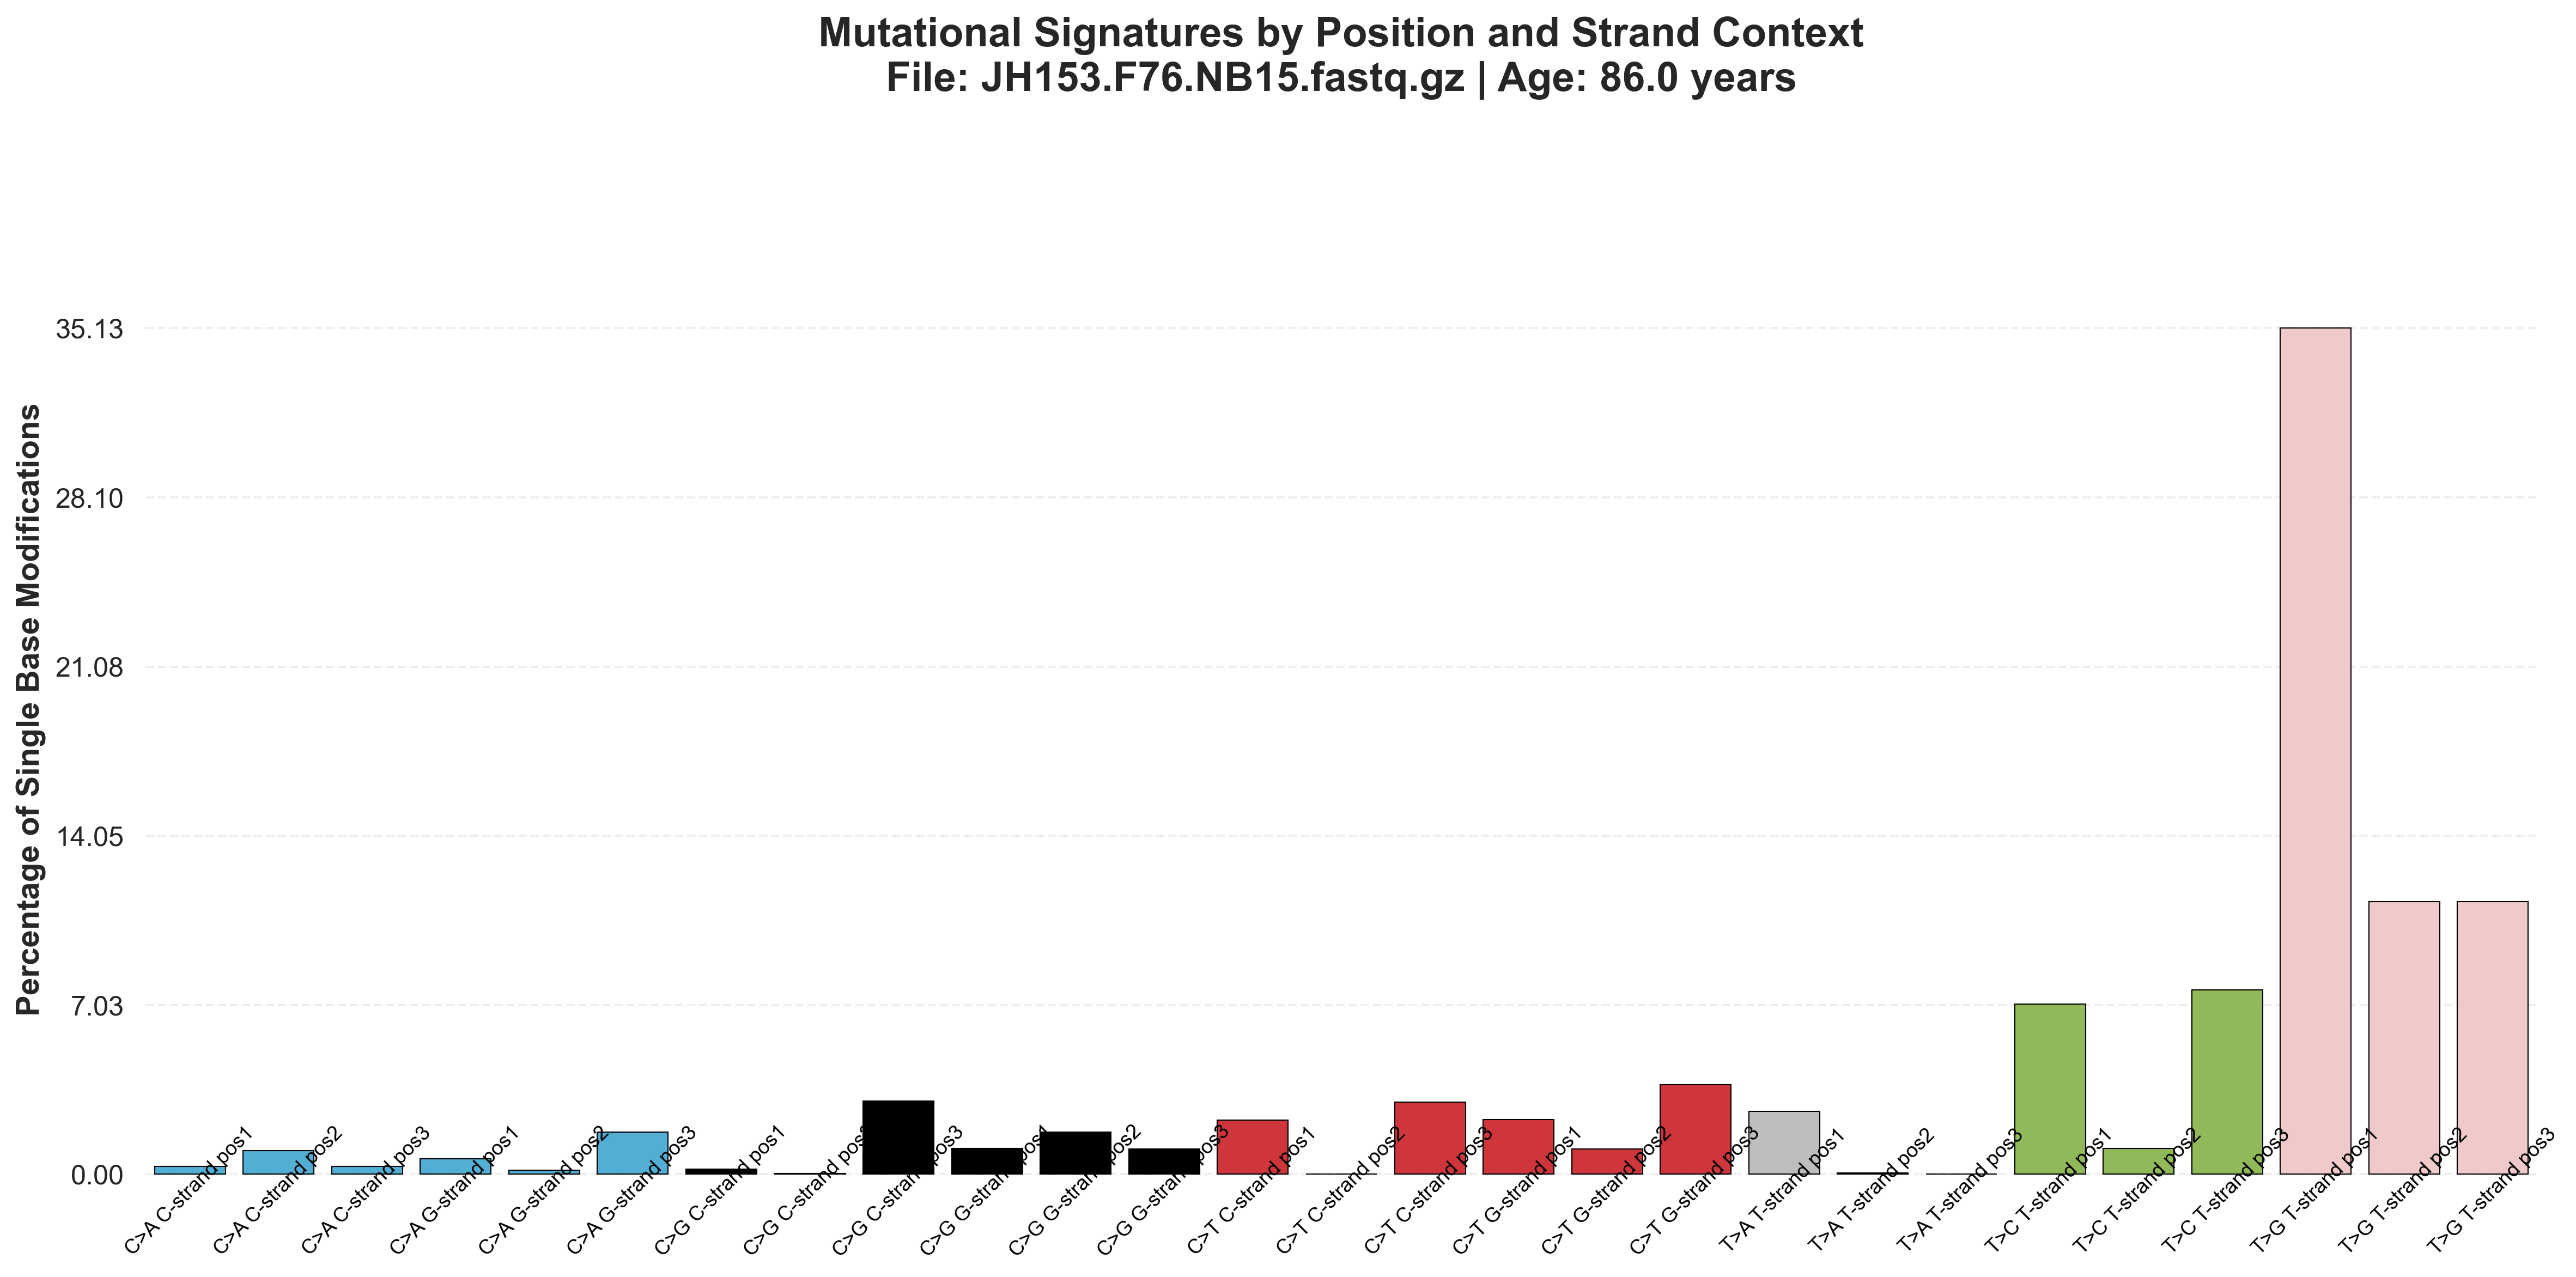 Mutational Signatures by Position and Strand Context
File: JH153.F76.NB15.fastq.gz | Age: 86.0 years
Percentage of Single Base Modifications
35.13
28.10
21.08
14.05
7.03
0.00
C>A C-strand pos1
C>A C-strand pos2
C>A C-strand pos3
C>A G-strand pos1
C>A G-strand pos2
C>A G-strand pos3
C>G C-strand pos1
C>G C-strand pos2
C>G C-strand pos3
C>G G-strand pos1
C>G G-strand pos2
C>G G-strand pos3
C>T C-strand pos1
C>T C-strand pos2
C>T C-strand pos3
C>T G-strand pos1
C>T G-strand pos2
C>T G-strand pos3
T>A T-strand pos1
T>A T-strand pos2
T>A T-strand pos3
T>C T-strand pos1
T>C T-strand pos2
T>C T-strand pos3
T>G T-strand pos1
T>G T-strand pos2
T>G T-strand pos3